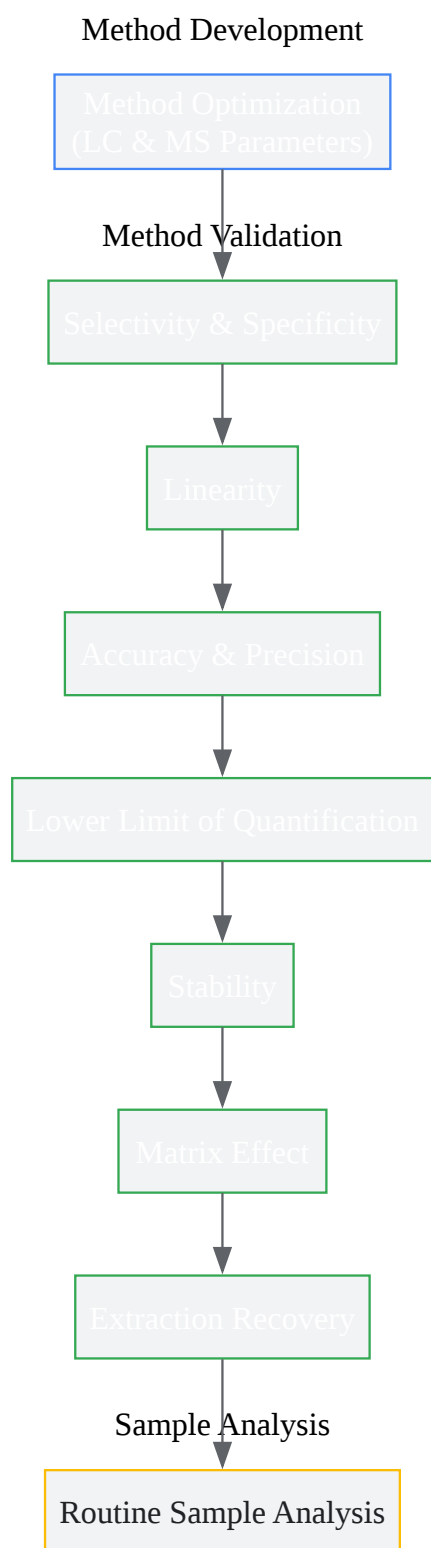 Method Development
Method Optimization
(LC & MS Parameters)
Method Validation
Selectivity & Specificity
Linearity
Accuracy & Precision
Lower Limit of Quantification
Stability
Matrix Effect
Extraction Recovery
Sample Analysis
Routine Sample Analysis